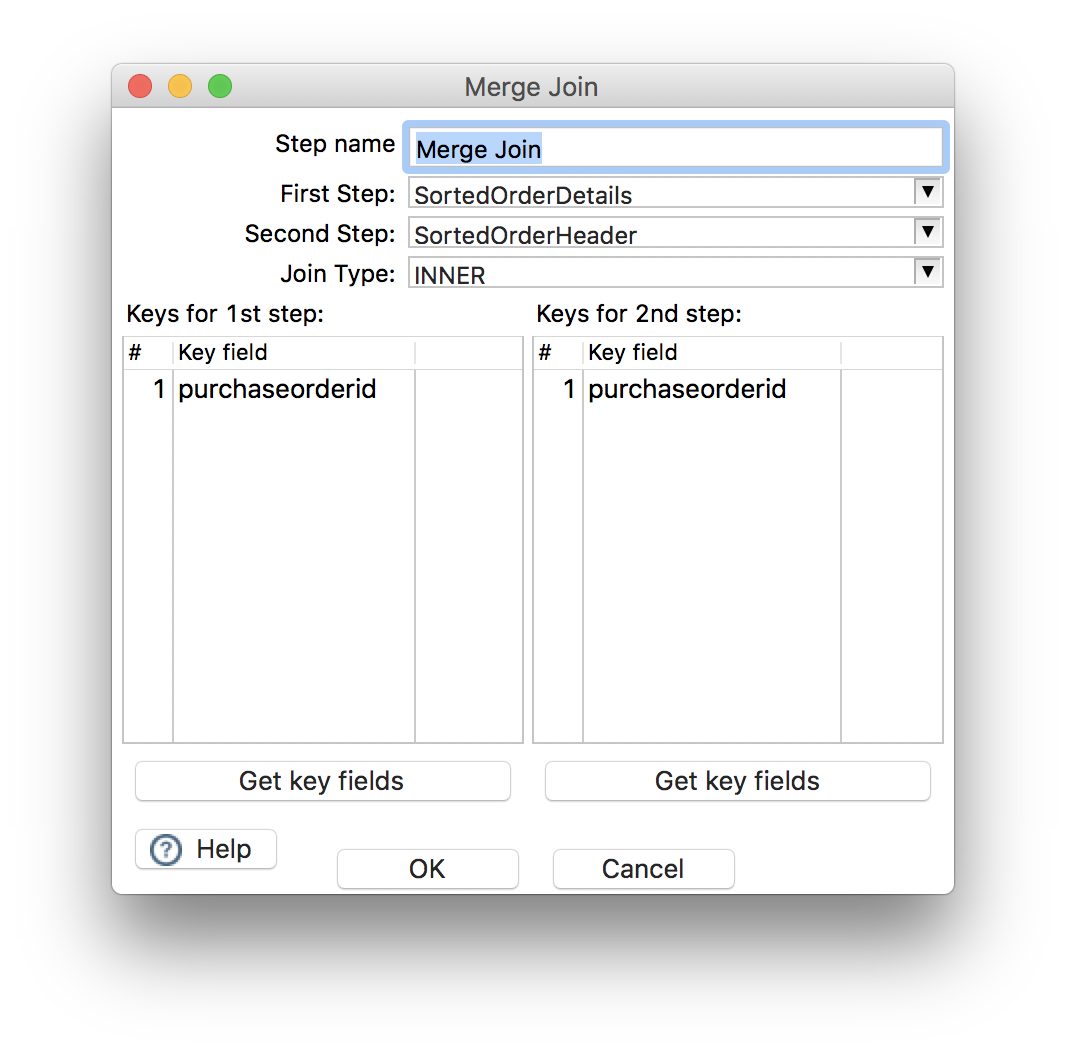 Merge Join
Step name Merge Join
First Step: SortedOrderDetails ▼
Second Step: SortedOrderHeader ▼
Join Type: INNER ▼
Keys for 1st step: Keys for 2nd step:
# Key field # Key field
1 purchaseorderid 1 purchaseorderid
Get key fields Get key fields
? Help
OK Cancel